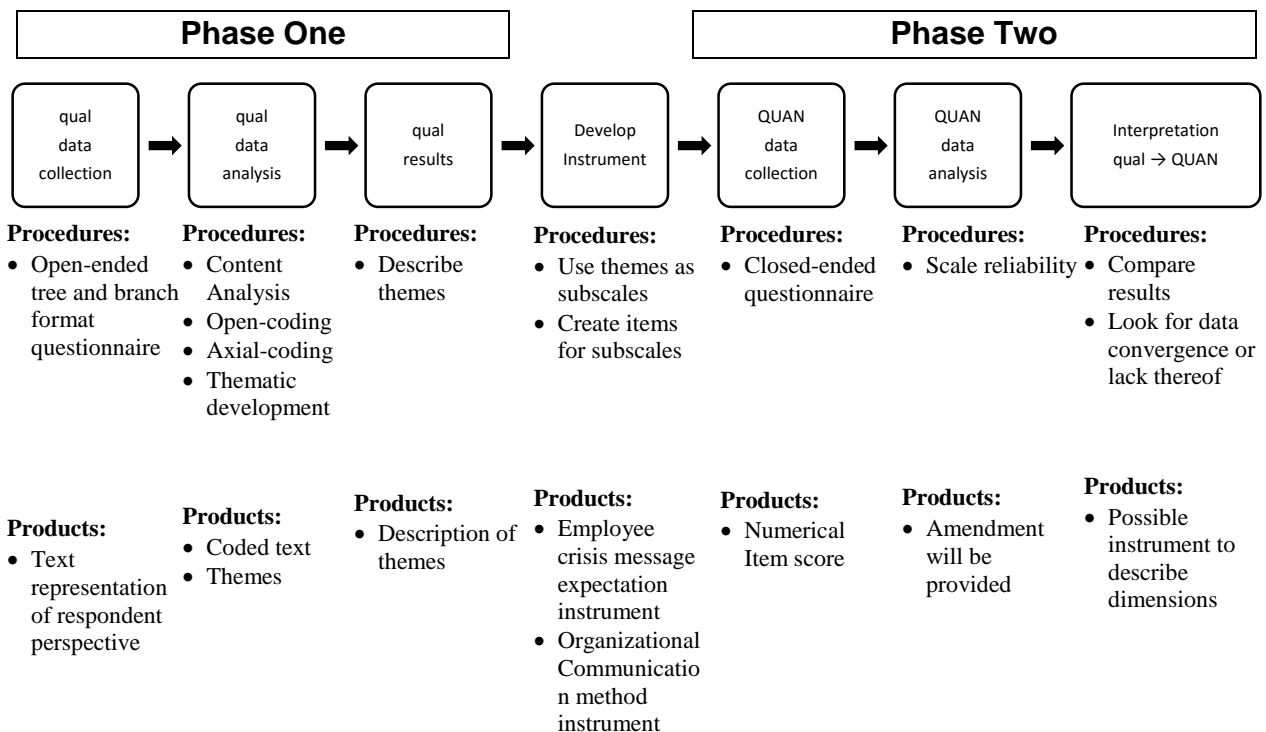 Phase One
Phase Two
qual
data
collection
qual
data
analysis
qual
results
Develop
Instrument
QUAN
data
collection
QUAN
data
analysis
Interpretation
qual → QUAN
Procedures:
• Open-ended
tree and branch
format
questionnaire
Procedures:
• Content
Analysis
• Open-coding
• Axial-coding
• Thematic
development
Procedures:
• Describe
themes
Procedures:
• Use themes as
subscales
• Create items
for subscales
Procedures:
• Closed-ended
questionnaire
Procedures:
• Scale reliability
Procedures:
• Compare
results
• Look for data
convergence or
lack thereof
Products:
• Text
representation
of respondent
perspective
Products:
• Coded text
• Themes
Products:
• Description of
themes
Products:
• Employee
crisis message
expectation
instrument
• Organizational
Communicatio
n method
instrument
Products:
• Numerical
Item score
Products:
• Amendment
will be
provided
Products:
• Possible
instrument to
describe
dimensions